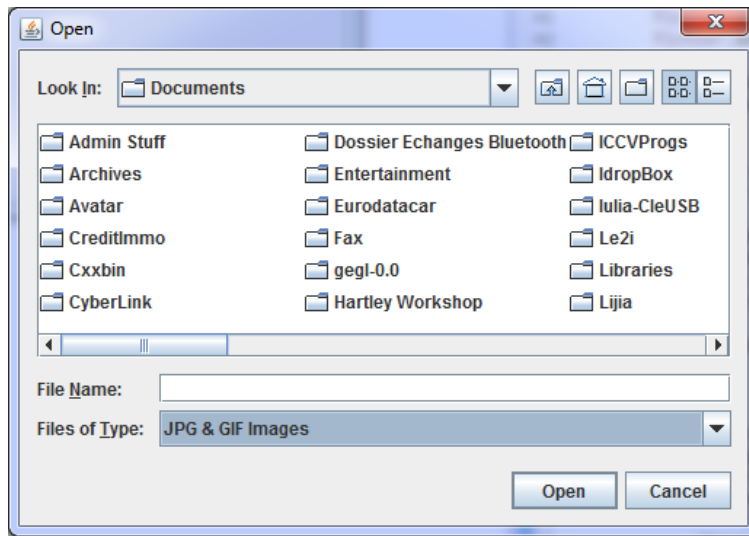 Open
Look In: Documents
Admin Stuff
Archives
Avatar
CreditImmo
Cxxbin
CyberLink
Dossier Echanges Bluetooth
Entertainment
Eurodatacar
Fax
gegl-0.0
Hartley Workshop
ICCVProgs
IdropBox
Iulia-CleUSB
Le2i
Libraries
Lijia
File Name:
Files of Type: JPG & GIF Images
Open Cancel